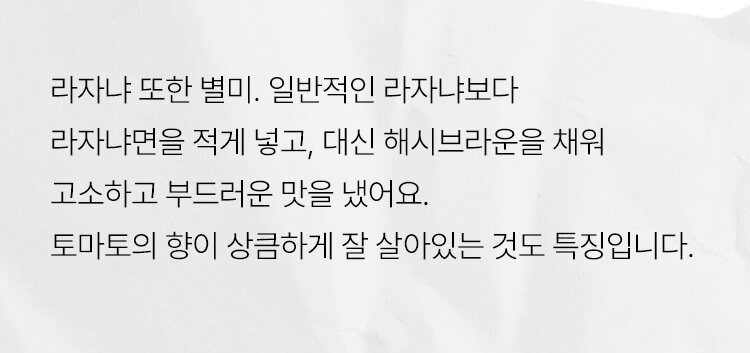 라자냐 또한 별미. 일반적인 라자냐보다
라자냐면을 적게 넣고, 대신 해시브라운을 채워
고소하고 부드러운 맛을 냈어요.
토마토의 향이 상큼하게 잘 살아있는 것도 특징입니다.